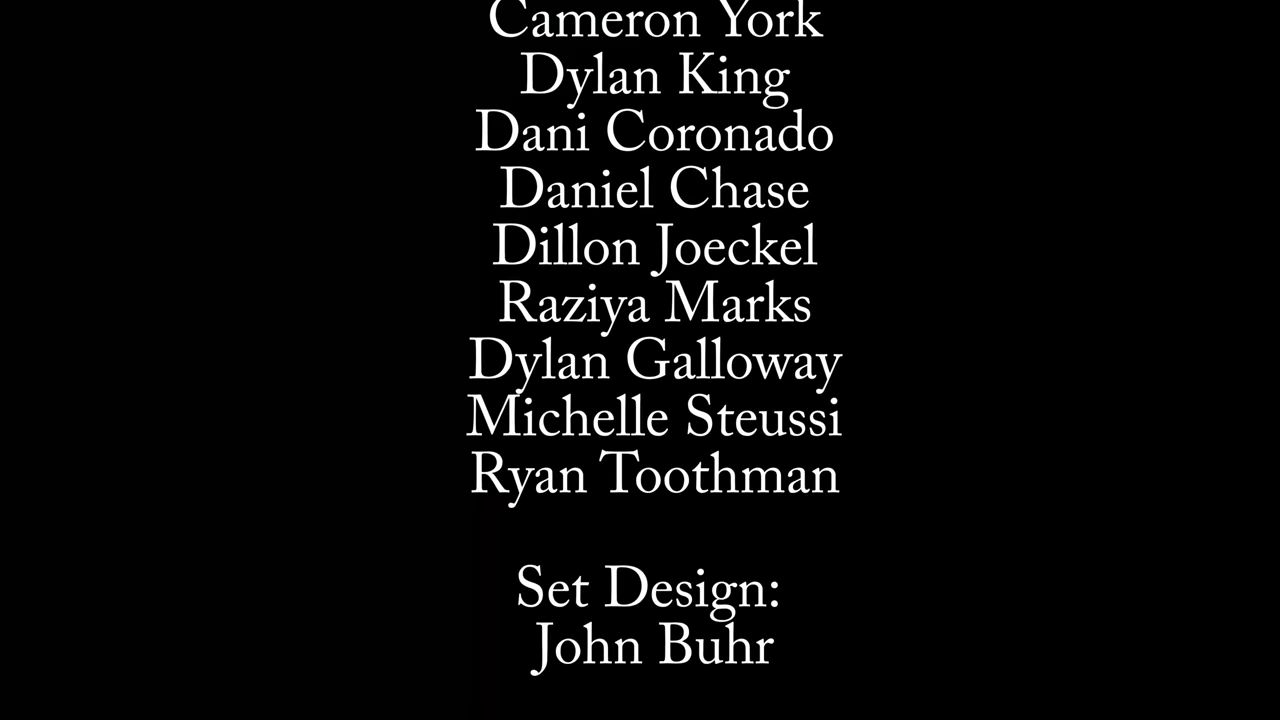 Cameron York
Dylan King
Dani Coronado
Daniel Chase
Dillon Joeckel
Raziya Marks
Dylan Galloway
Michelle Steussi
Ryan Toothman
Set Design:
John Buhr